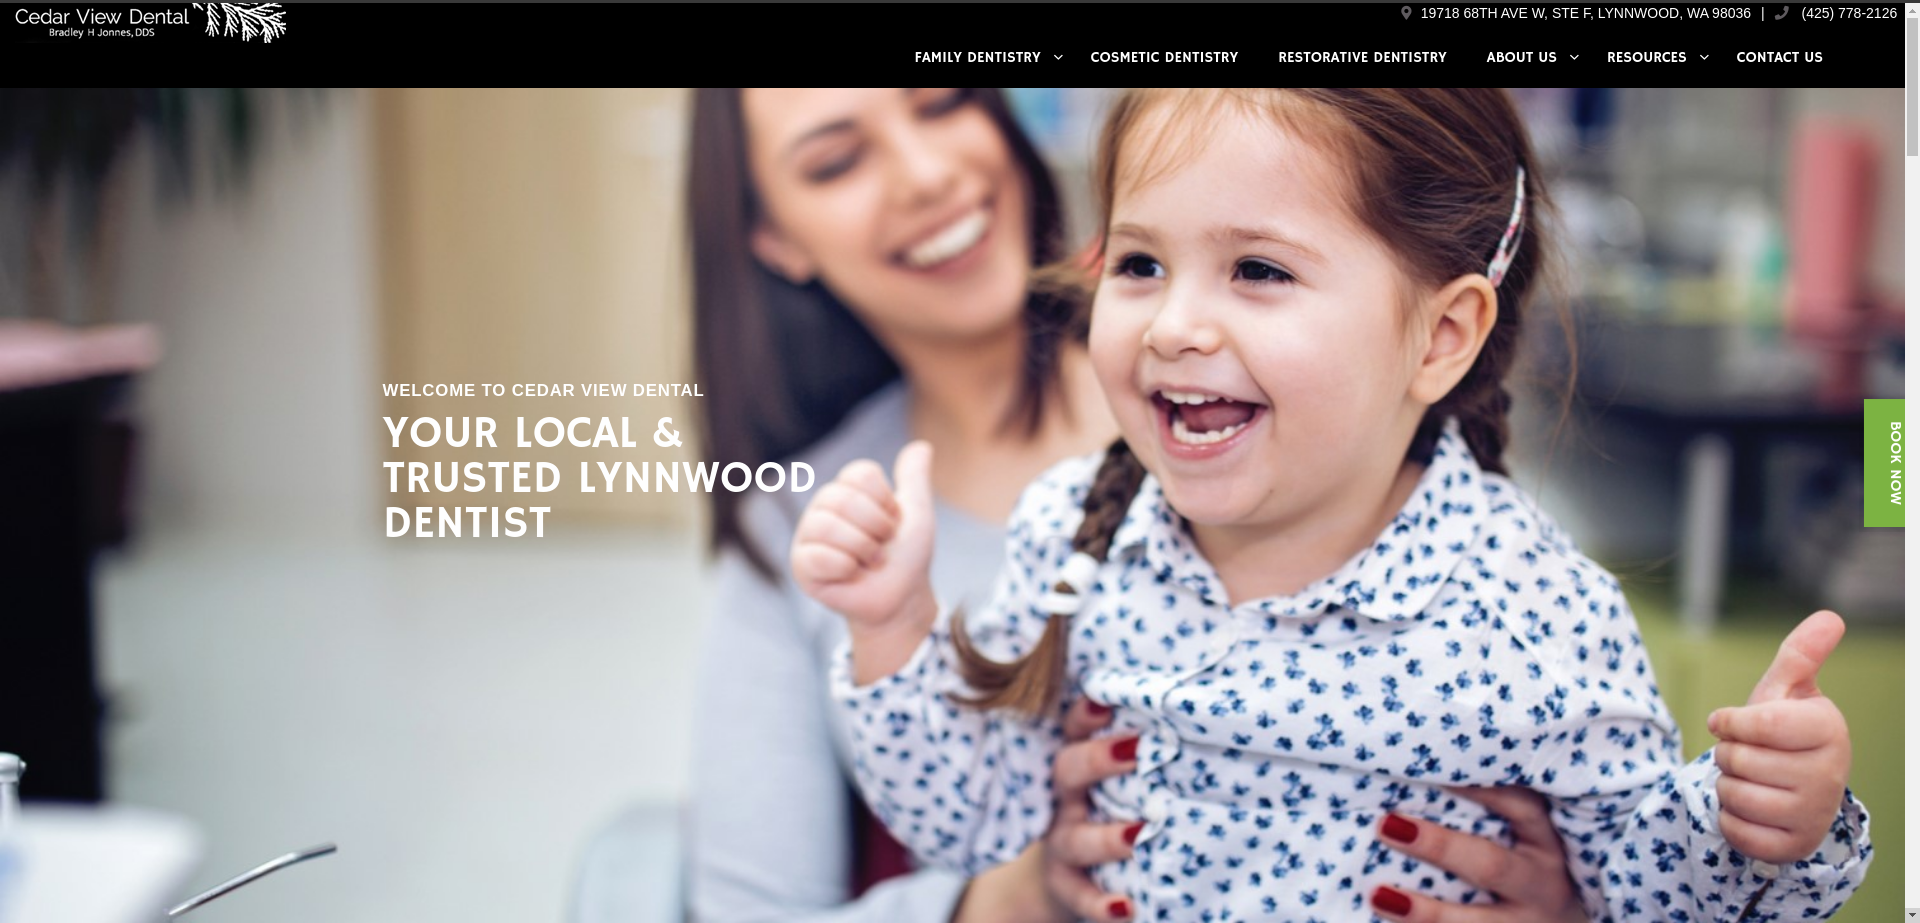 Cedar View Dental
Bradley H Jonnes, DDS
19718 68TH AVE W, STE F, LYNNWOOD, WA 98036 | (425) 778-2126
FAMILY DENTISTRY COSMETIC DENTISTRY RESTORATIVE DENTISTRY ABOUT US RESOURCES CONTACT US
WELCOME TO CEDAR VIEW DENTAL
YOUR LOCAL &
TRUSTED LYNNWOOD
DENTIST
BOOK NOW